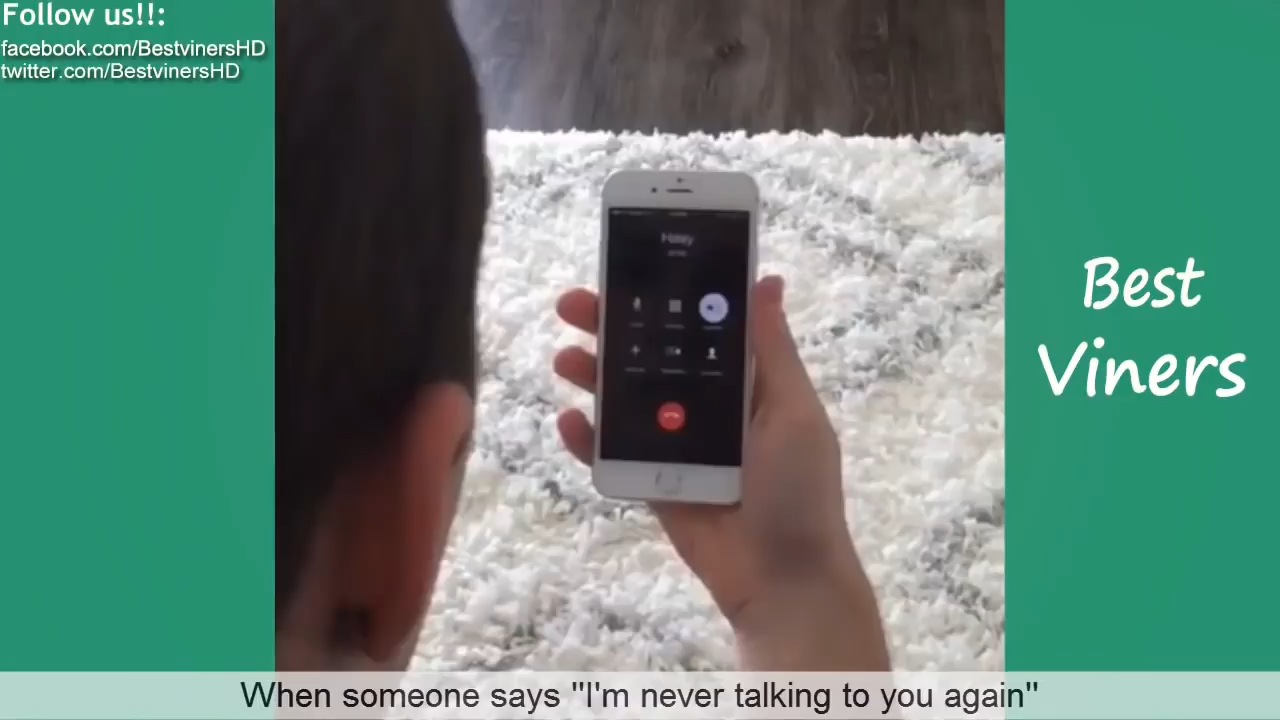 Follow us!!:
facebook.com/BestvinersHD
twitter.com/BestvinersHD
Best
Viners
When someone says "I'm never talking to you again"